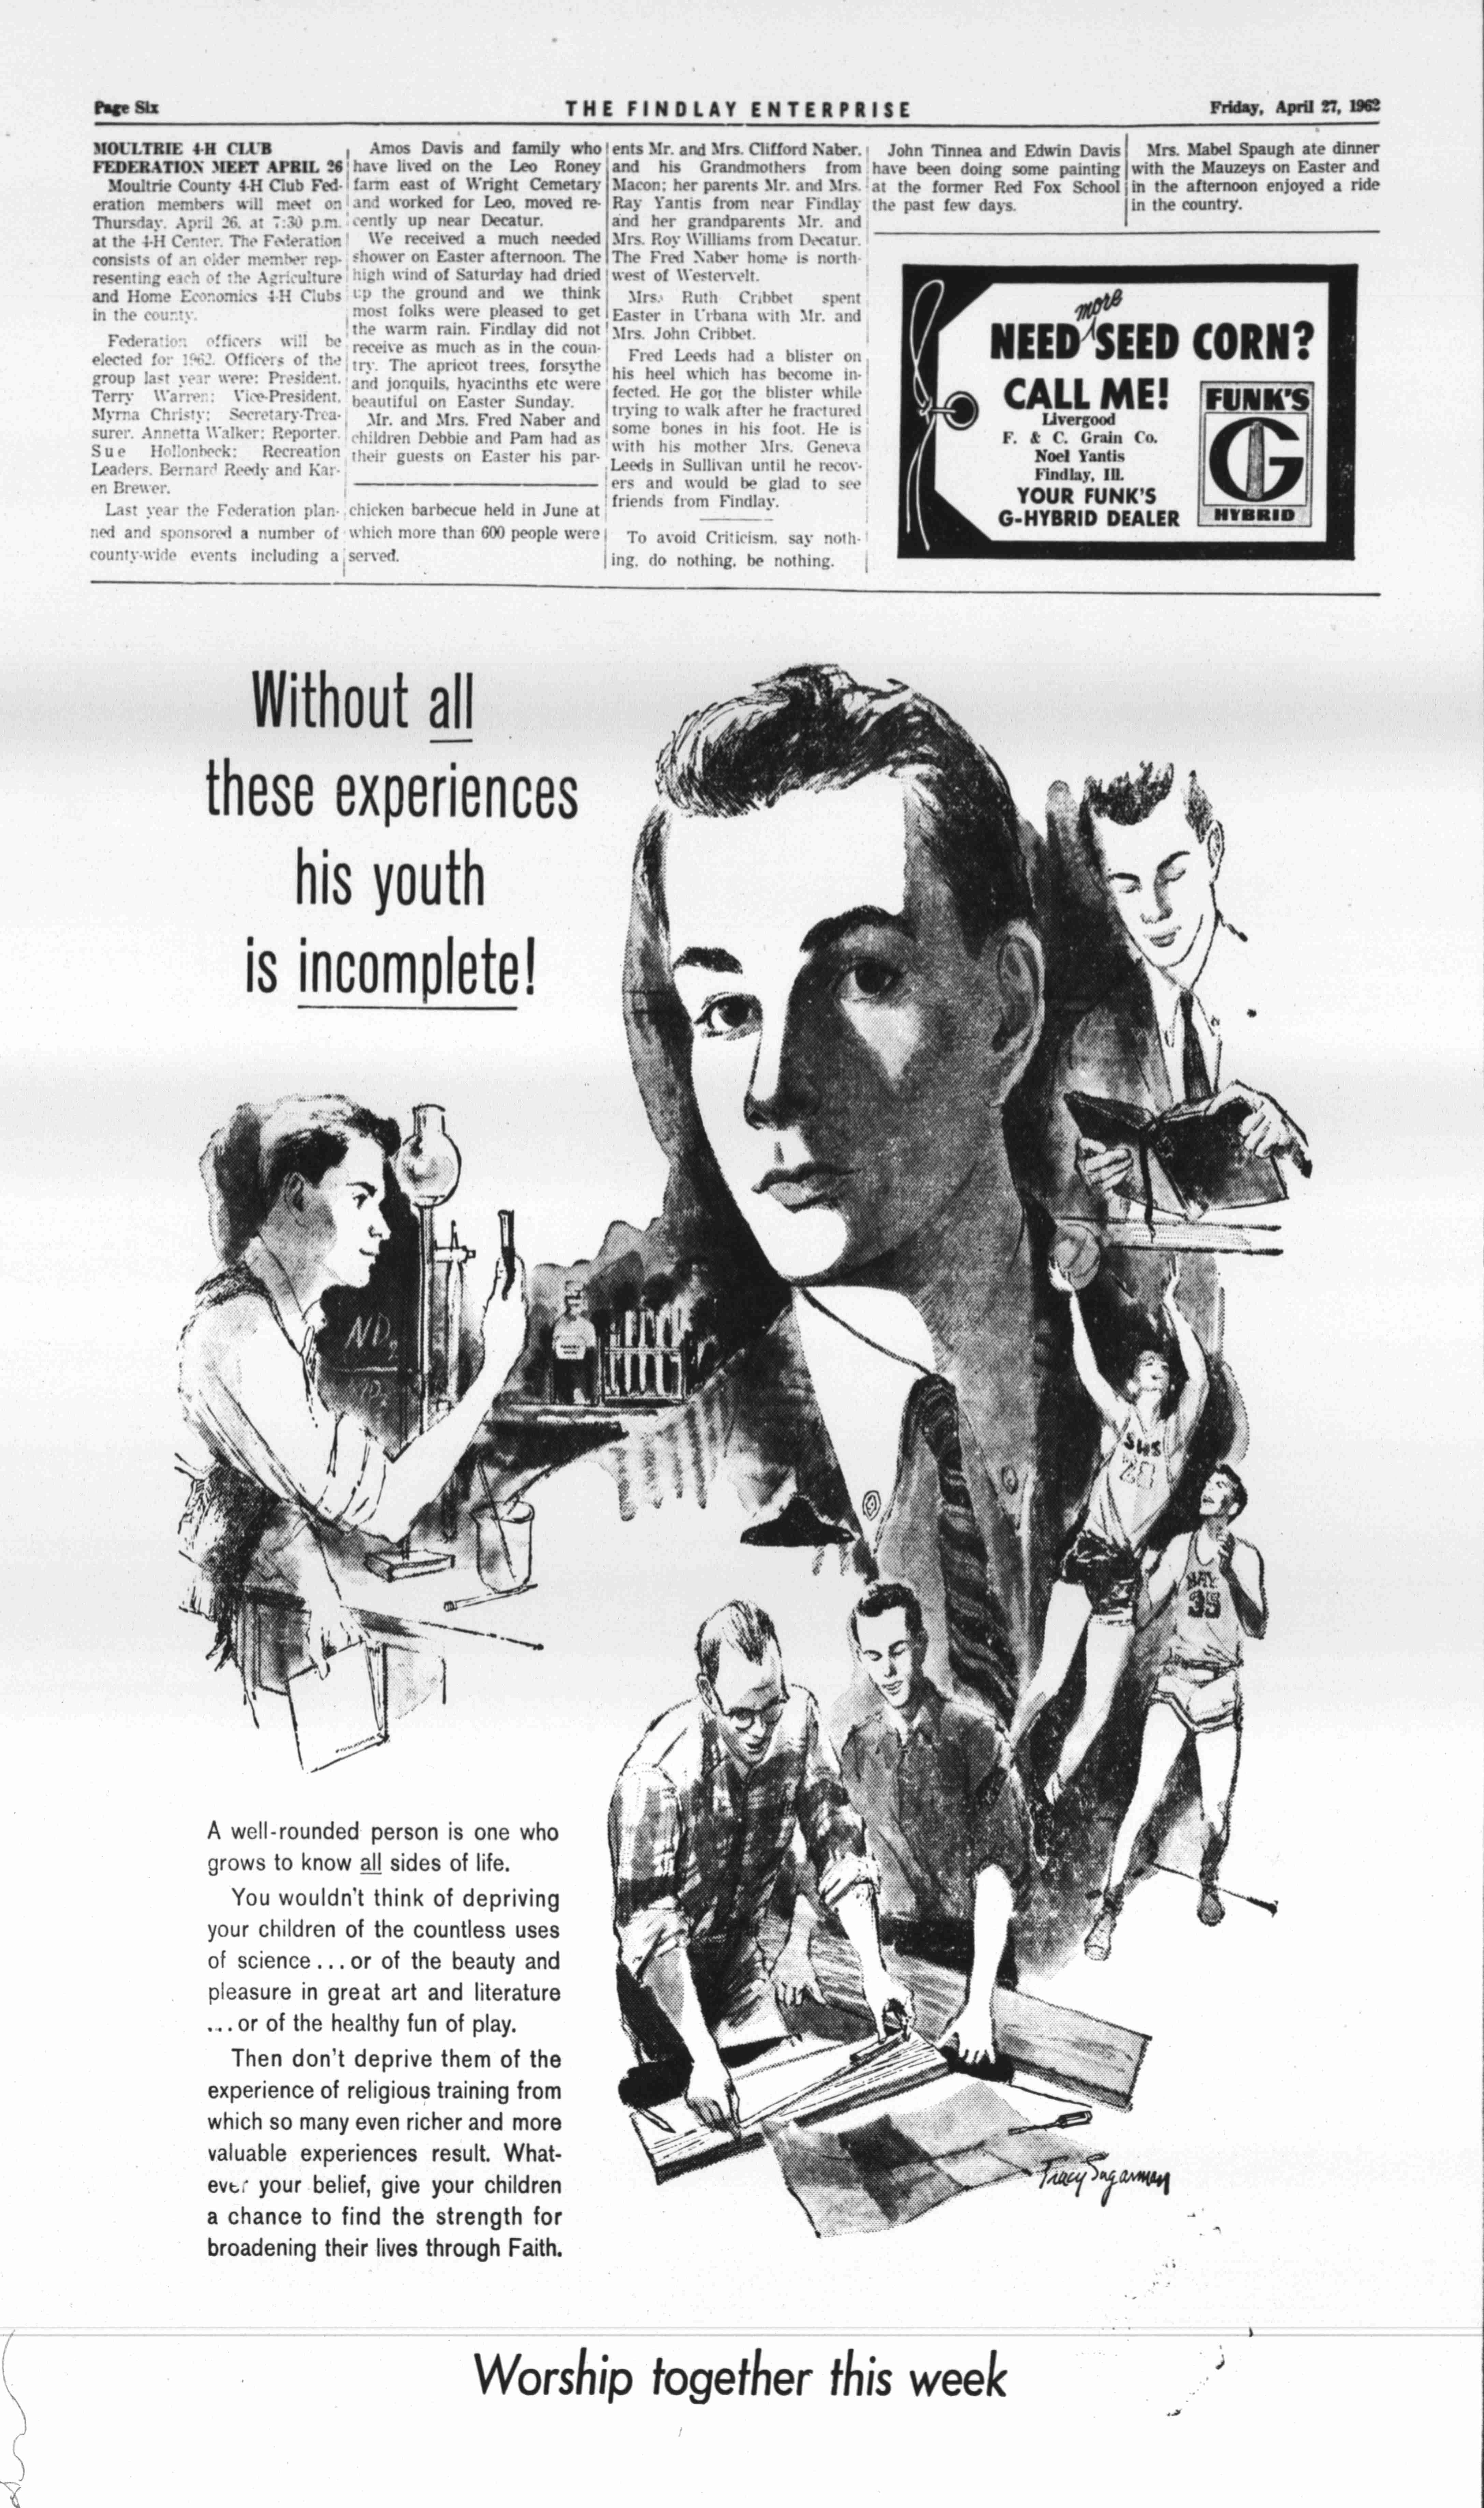 Page Six
THE FINDLAY ENTERPRISE
Friday, April 27, 1962
MOULTRIE 4-H CLUB
FEDERATION MEET APRIL 26
Moultrie County 4-H Club Fed-
eration members will meet on
Thursday, April 26, at 7:30 p.m.
at the 4-H Center. The Federation
consists of an older member rep-
resenting each of the Agriculture
and Home Economics 4-H Clubs
in the county.
Federation officers will be
elected for 1962. Officers of the
group last year were: President,
Terry Warren; Vice-President,
Myrna Christy; Secretary-Trea-
surer, Annetta Walker; Reporter,
Sue Hollonbeck; Recreation
Leaders, Bernard Reedy and Kar-
en Brewer.
Last year the Federation plan-
ned and sponsored a number of
county-wide events including a
chicken barbecue held in June at
which more than 600 people were
served.
Amos Davis and family who
have lived on the Leo Roney
farm east of Wright Cemetary
and worked for Leo, moved re-
cently up near Decatur.
We received a much needed
shower on Easter afternoon. The
high wind of Saturday had dried
up the ground and we think
most folks were pleased to get
the warm rain. Findlay did not
receive as much as in the coun-
try. The apricot trees, forsythe
and jonquils, hyacinths etc were
beautiful on Easter Sunday.
Mr. and Mrs. Fred Naber and
children Debbie and Pam had as
their guests on Easter his par-
ents Mr. and Mrs. Clifford Naber.
and his Grandmothers from
Macon; her parents Mr. and Mrs.
Ray Yantis from near Findlay
and her grandparents Mr. and
Mrs. Roy Williams from Decatur.
The Fred Naber home is north-
west of Westervelt.
Mrs. Ruth Cribbet spent
Easter in Urbana with Mr. and
Mrs. John Cribbet.
Fred Leeds had a blister on
his heel which has become in-
fected. He got the blister while
trying to walk after he fractured
some bones in his foot. He is
with his mother Mrs. Geneva
Leeds in Sullivan until he recov-
ers and would be glad to see
friends from Findlay.
To avoid Criticism, say noth-
ing, do nothing, be nothing.
John Tinnea and Edwin Davis
have been doing some painting
at the former Red Fox School
the past few days.
Mrs. Mabel Spaugh ate dinner
with the Mauzeys on Easter and
in the afternoon enjoyed a ride
in the country.
more
NEED SEED CORN?
CALL ME!
Livergood
F. & C. Grain Co.
Noel Yantis
Findlay, Ill.
YOUR FUNK'S
G-HYBRID DEALER
FUNK'S
G
HYBRID
Without all
these experiences
his youth
is incomplete!
ND2
SHS
20
NAY.
35
A well-rounded person is one who
grows to know all sides of life.
You wouldn't think of depriving
your children of the countless uses
of science...or of the beauty and
pleasure in great art and literature
...or of the healthy fun of play.
Then don't deprive them of the
experience of religious training from
which so many even richer and more
valuable experiences result. What-
ever your belief, give your children
a chance to find the strength for
broadening their lives through Faith.
Tracy Sugarman
Worship together this week